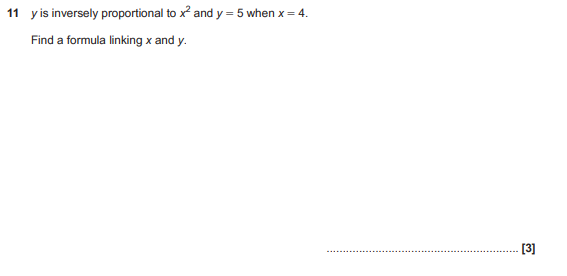 11 y is inversely proportional to x² and y = 5 when x = 4.
Find a formula linking x and y.
............................................................ [3]